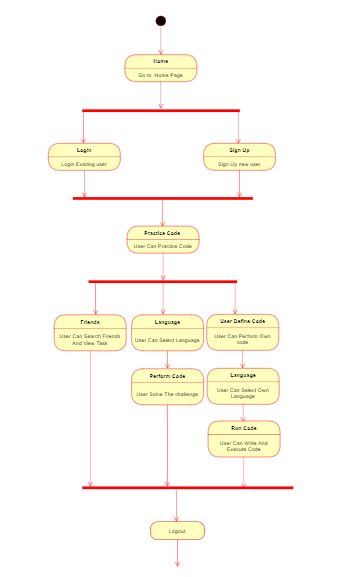 Home
Go to Home Page
Login
Login Existing user
Sign Up
Sign Up new user
Practice Code
User Can Practice Code
Friends
User Can Search Friends
And View Task
Language
User Can Select Language
User Define Code
User Can Perform Own
code
Perform Code
User Solve The challenge
Language
User Can Select Own
Language
Run Code
User Can Write And
Execute Code
Logout